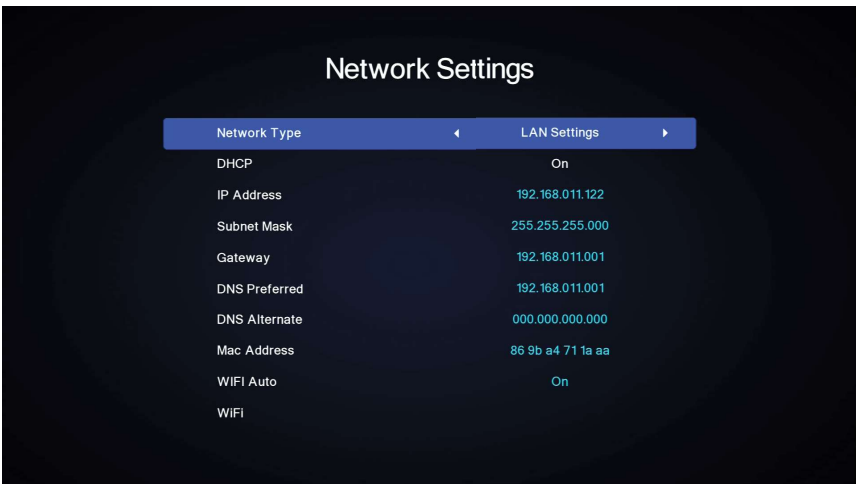 Network Settings
Network Type LAN Settings
DHCP On
IP Address 192.168.011.122
Subnet Mask 255.255.255.000
Gateway 192.168.011.001
DNS Preferred 192.168.011.001
DNS Alternate 000.000.000.000
Mac Address 86 9b a4 71 1a aa
WIFI Auto On
WiFi